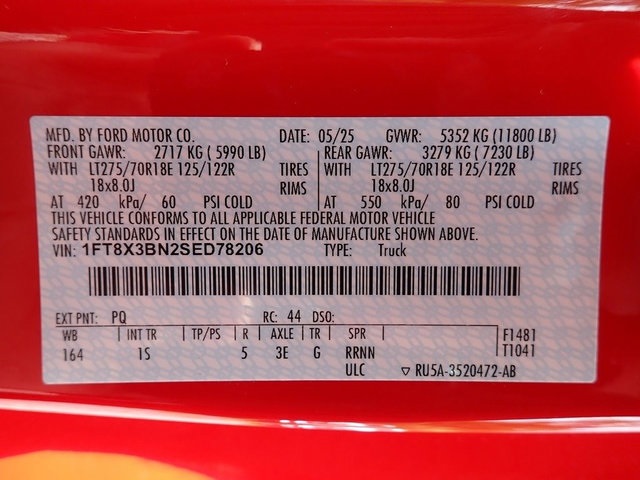 MFD. BY FORD MOTOR CO. DATE: 05/25 GVWR: 5352 KG (11800 LB)
FRONT GAWR: 2717 KG ( 5990 LB) REAR GAWR: 3279 KG ( 7230 LB)
WITH LT275/70R18E 125/122R TIRES WITH LT275/70R18E 125/122R TIRES
18x8.0J RIMS 18x8.0J RIMS
AT 420 kPa/ 60 PSI COLD AT 550 kPa/ 80 PSI COLD
THIS VEHICLE CONFORMS TO ALL APPLICABLE FEDERAL MOTOR VEHICLE
SAFETY STANDARDS IN EFFECT ON THE DATE OF MANUFACTURE SHOWN ABOVE.
VIN: 1FT8X3BN2SED78206 TYPE: Truck
EXT PNT: PQ RC: 44 DSO:
WB INT TR TP/PS R AXLE TR SPR F1481
164 1S 5 3E G RRNN T1041
ULC ▽ RU5A-3520472-AB